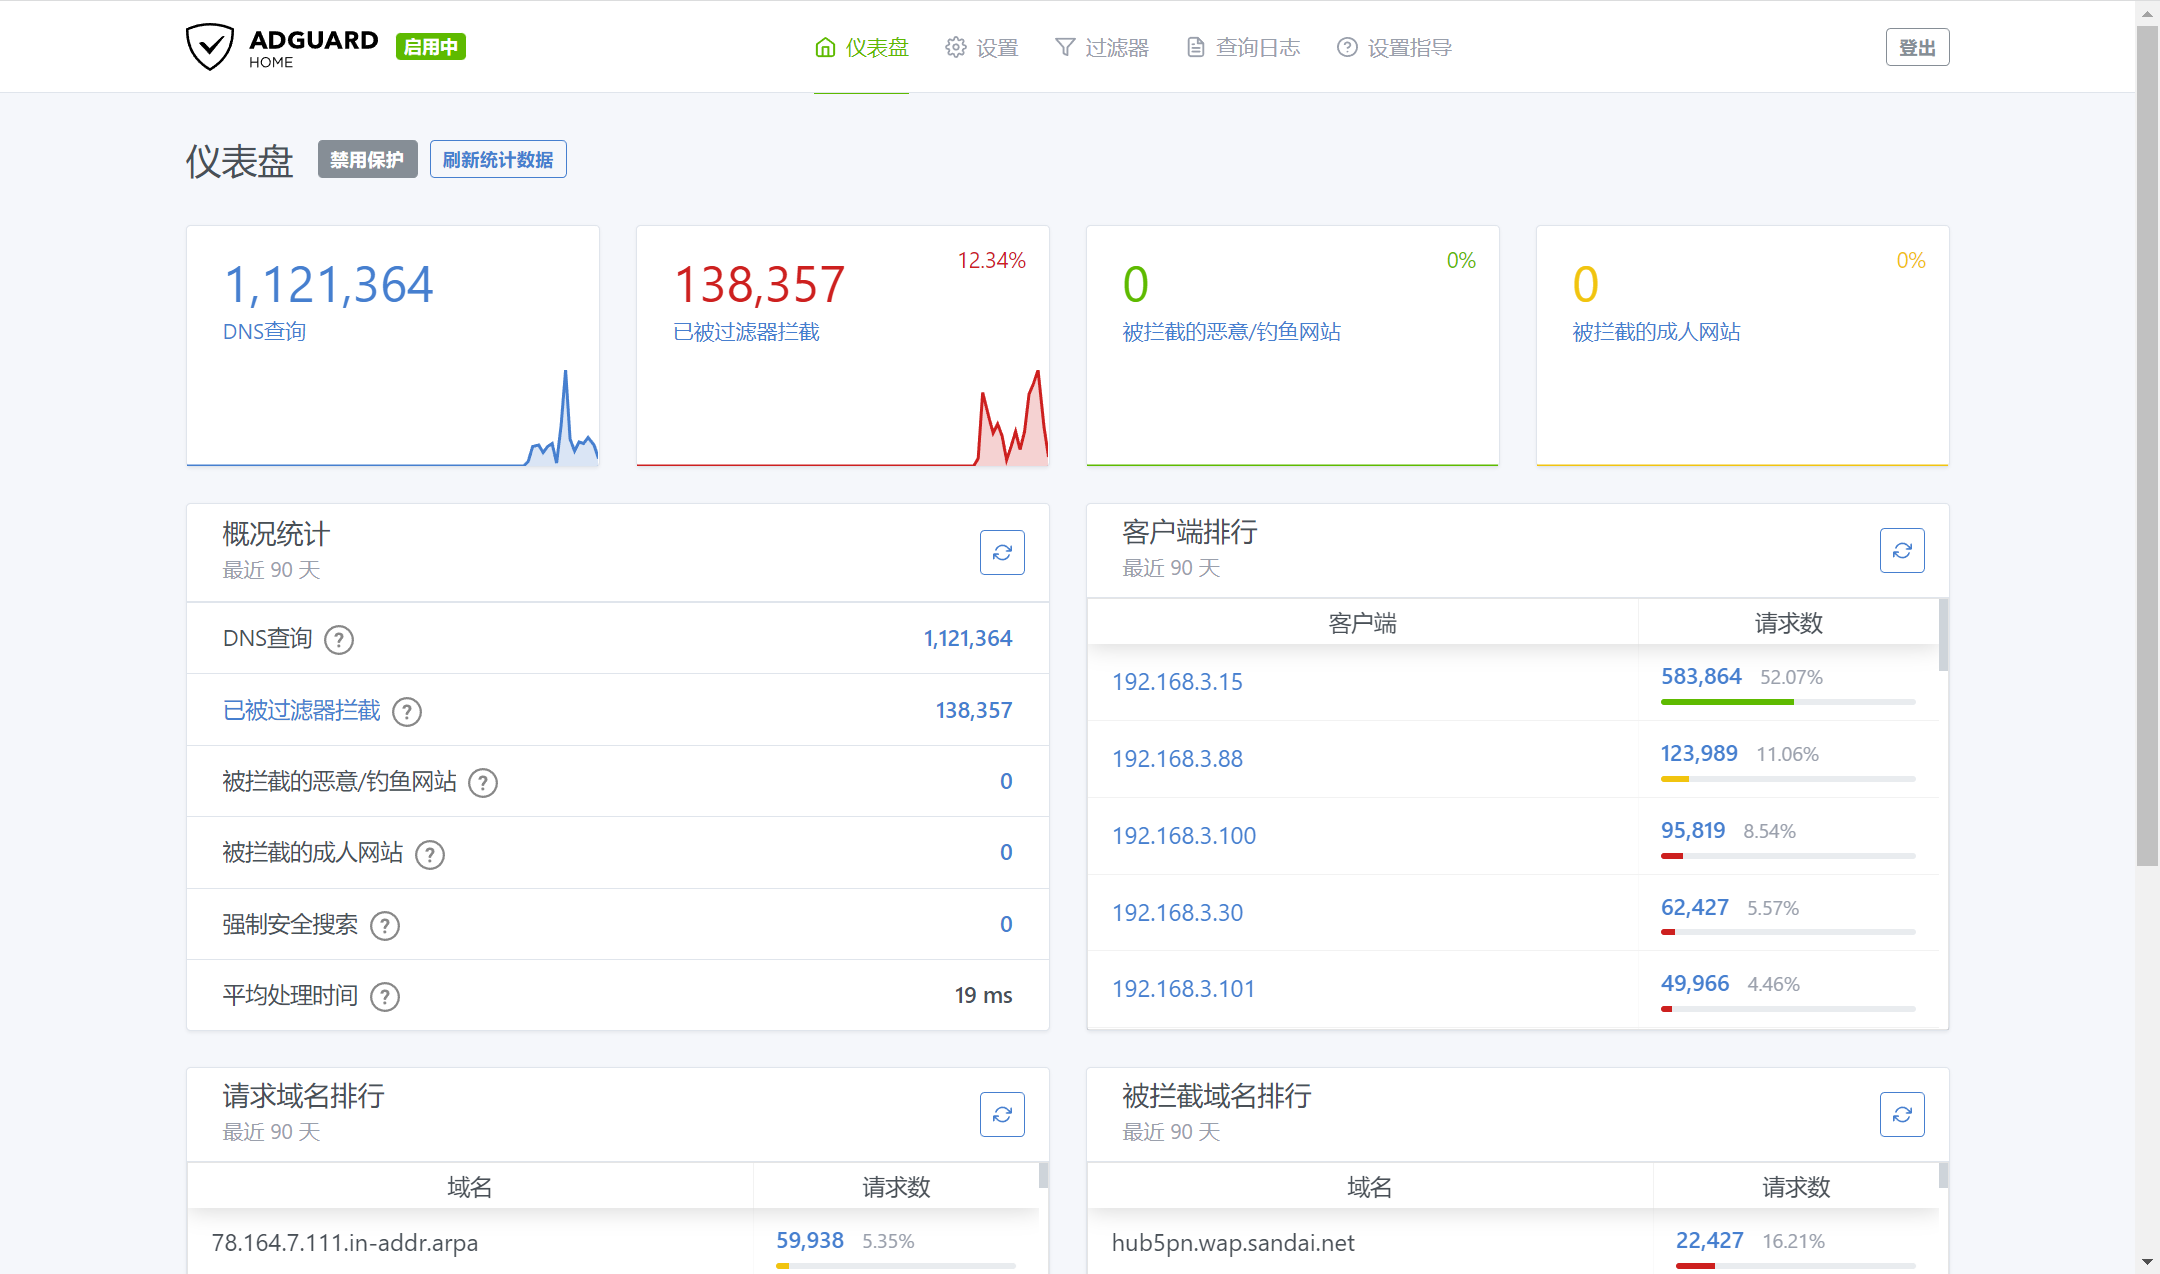 ADGUARD
HOME
启用中
仪表盘
设置
过滤器
查询日志
设置指导
登出
仪表盘
禁用保护
刷新统计数据
1,121,364
DNS查询
12.34%
138,357
已被过滤器拦截
0%
0
被拦截的恶意/钓鱼网站
0%
0
被拦截的成人网站
概况统计
最近 90 天
DNS查询 ?
1,121,364
已被过滤器拦截 ?
138,357
被拦截的恶意/钓鱼网站 ?
0
被拦截的成人网站 ?
0
强制安全搜索 ?
0
平均处理时间 ?
19 ms
客户端排行
最近 90 天
客户端 请求数
192.168.3.15 583,864 52.07%
192.168.3.88 123,989 11.06%
192.168.3.100 95,819 8.54%
192.168.3.30 62,427 5.57%
192.168.3.101 49,966 4.46%
请求域名排行
最近 90 天
域名 请求数
78.164.7.111.in-addr.arpa 59,938 5.35%
被拦截域名排行
最近 90 天
域名 请求数
hub5pn.wap.sandai.net 22,427 16.21%